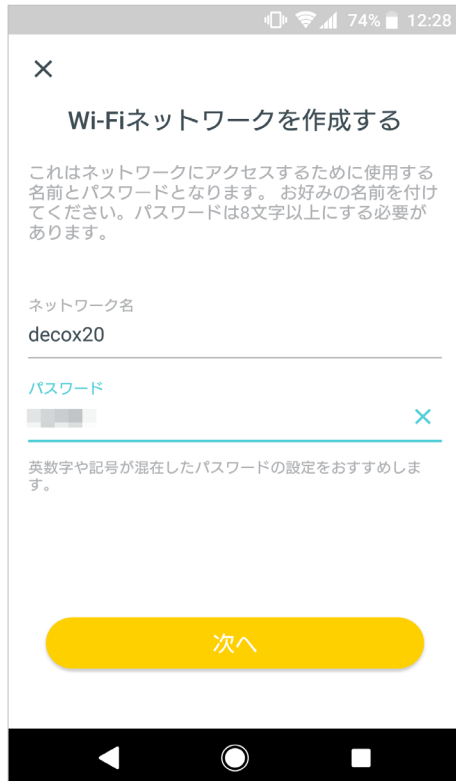 74% 12:28
Wi-Fiネットワークを作成する
これはネットワークにアクセスするために使用する
名前とパスワードとなります。 お好みの名前を付け
てください。パスワードは8文字以上にする必要が
あります。
ネットワーク名
decox20
パスワード
英数字や記号が混在したパスワードの設定をおすすめしま
す。
次へ